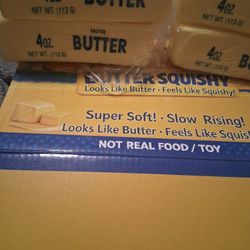 4oz
NET WT. (113 G)
BUTTER
4oz
NET WT. (113 G)
SALTED
BUTTER
4oz
NET WT. (113 G)
BUTTER SQUISHY
Looks Like Butter · Feels Like Squishy!
Super Soft! · Slow Rising!
Looks Like Butter · Feels Like Squis
NOT REAL FOOD / TOY